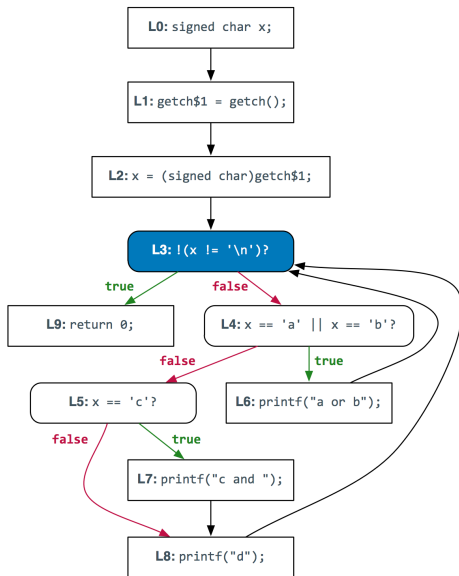 L0: signed char x;
L1: getch$1 = getch();
L2: x = (signed char)getch$1;
L3: !(x != '\n')?
true
false
L9: return 0;
L4: x == 'a' || x == 'b'?
false
true
L5: x == 'c'?
L6: printf("a or b");
false
true
L7: printf("c and ");
L8: printf("d");